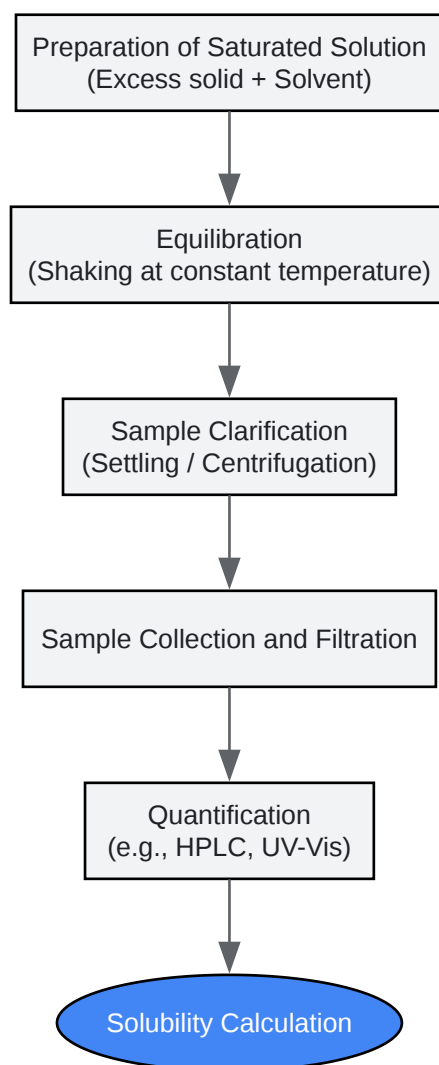 Preparation of Saturated Solution
(Excess solid + Solvent)
Equilibration
(Shaking at constant temperature)
Sample Clarification
(Settling / Centrifugation)
Sample Collection and Filtration
Quantification
(e.g., HPLC, UV-Vis)
Solubility Calculation